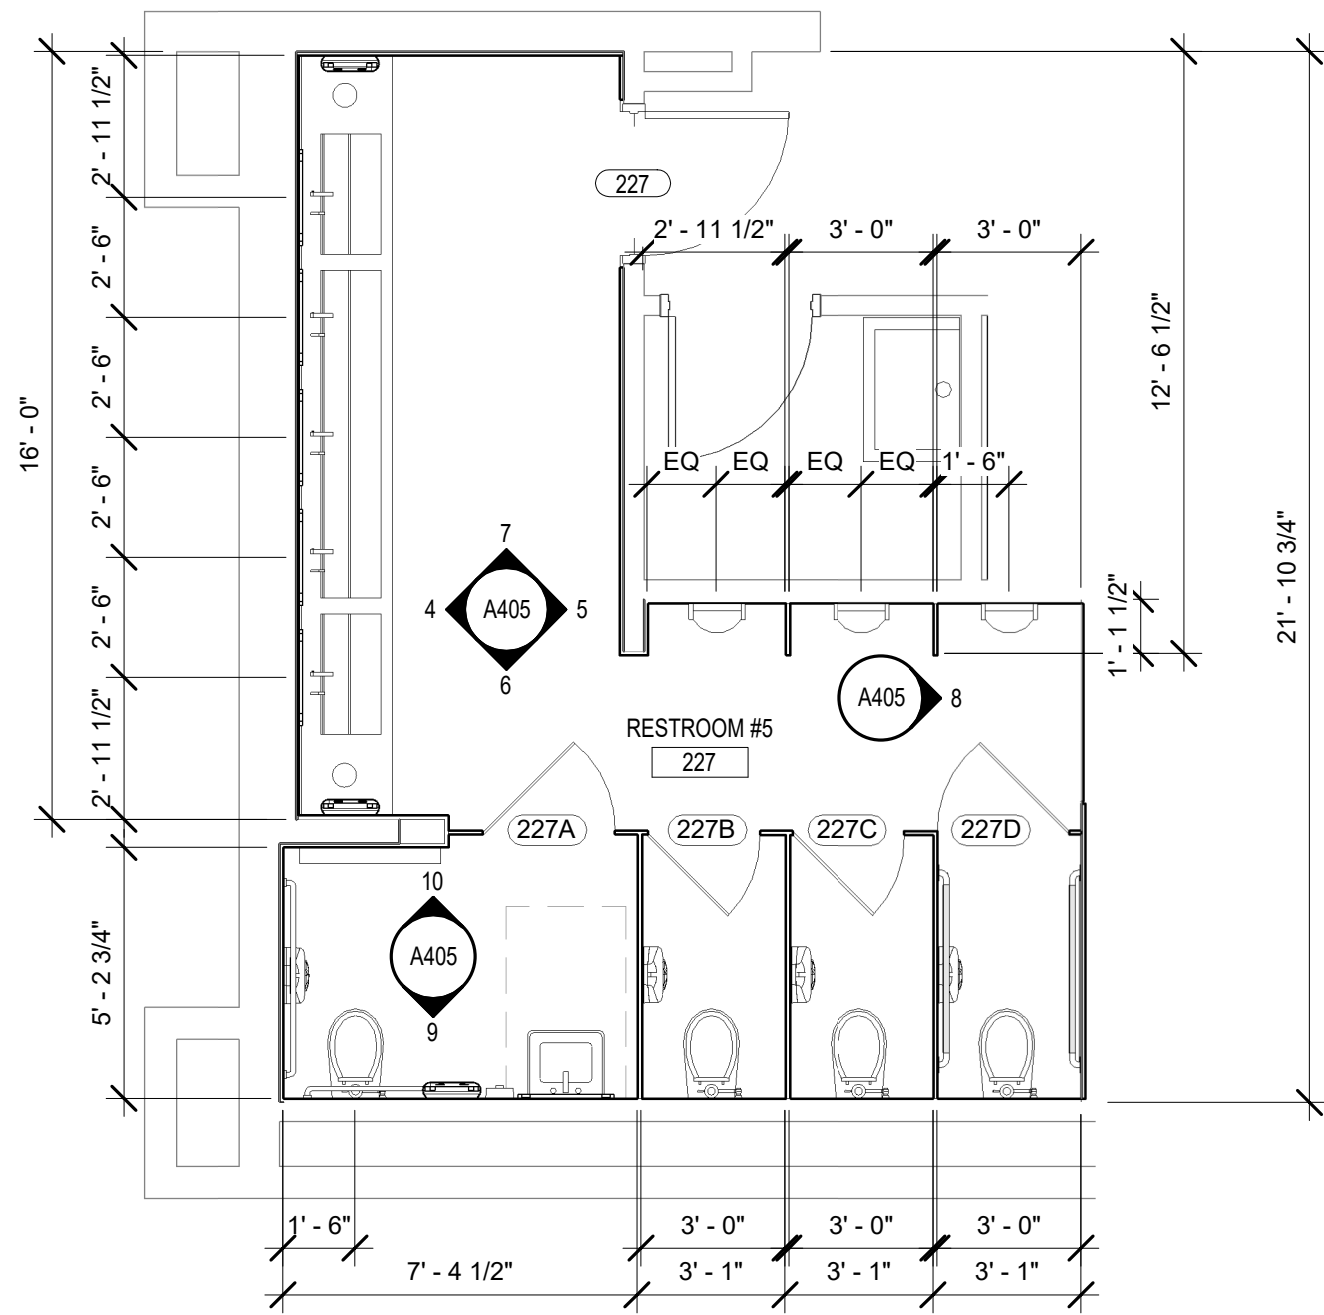 2' - 11 1/2"
2' - 6"
2' - 6"
2' - 6"
2' - 6"
2' - 11 1/2"
16' - 0"
5' - 2 3/4"
227
2' - 11 1/2"
3' - 0"
3' - 0"
12' - 6 1/2"
21' - 10 3/4"
1' - 1 1/2"
EQ
EQ
EQ
EQ
1' - 6"
7
4
A405
5
6
A405
8
RESTROOM #5
227
227A
227B
227C
227D
10
A405
9
1' - 6"
3' - 0"
3' - 0"
3' - 0"
7' - 4 1/2"
3' - 1"
3' - 1"
3' - 1"